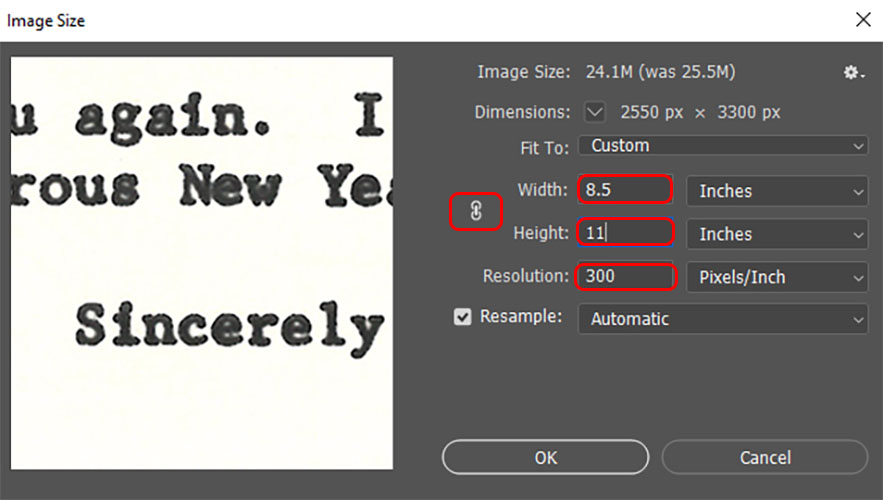 Image Size
u again. I
rous New Yea
Sincerely
Image Size: 24.1M (was 25.5M)
Dimensions: 2550 px × 3300 px
Fit To: Custom
Width: 8.5 Inches
Height: 11 Inches
Resolution: 300 Pixels/Inch
Resample: Automatic
OK Cancel